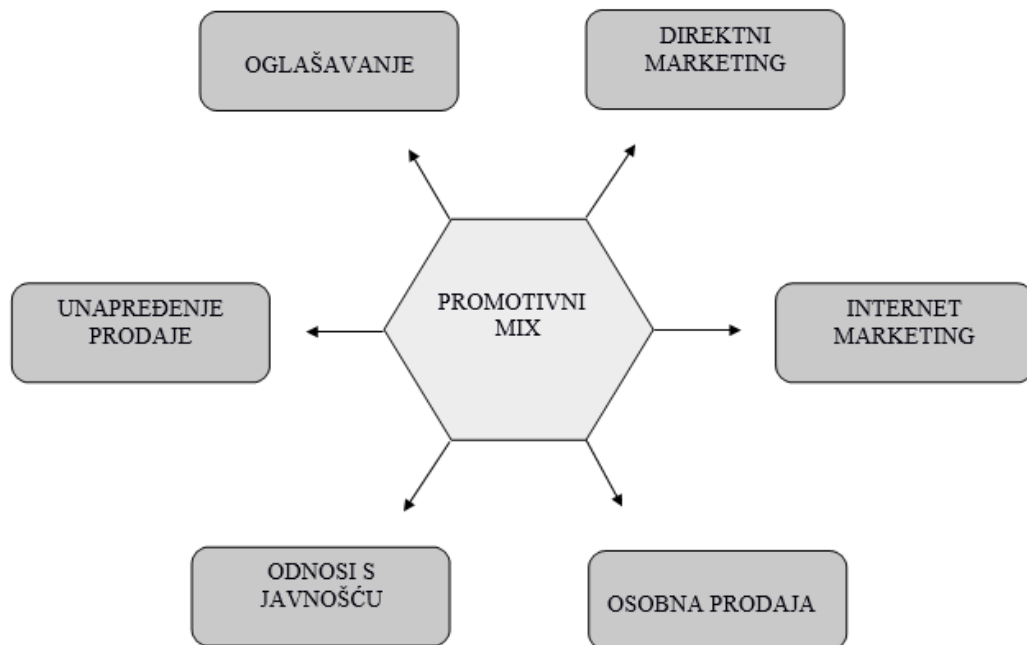 OGLAŠAVANJE
DIREKTNI
MARKETING
UNAPREĐENJE
PRODAJE
PROMOTIVNI
MIX
INTERNET
MARKETING
ODNOSI S
JAVNOŠĆU
OSOBNA PRODAJA